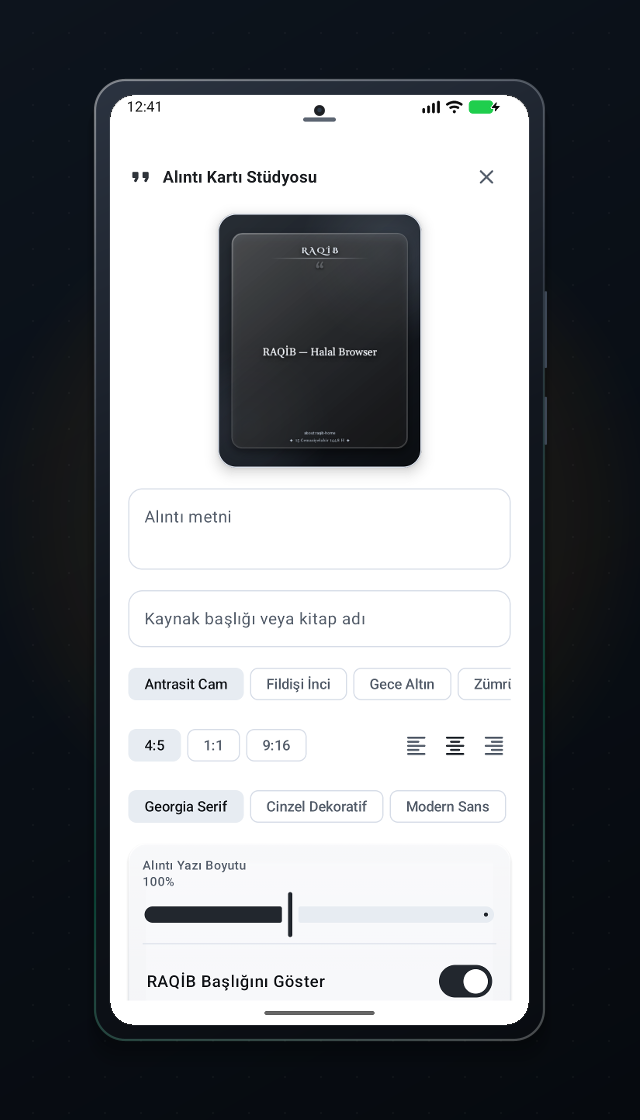 12:41
Alıntı Kartı Stüdyosu
RAQİB
“
RAQİB — Halal Browser
Alıntı metni
Kaynak başlığı veya kitap adı
Antrasit Cam
Fildişi İnci
Gece Altın
Zümrü
4:5
1:1
9:16
Georgia Serif
Cinzel Dekoratif
Modern Sans
Alıntı Yazı Boyutu
100%
RAQİB Başlığını Göster